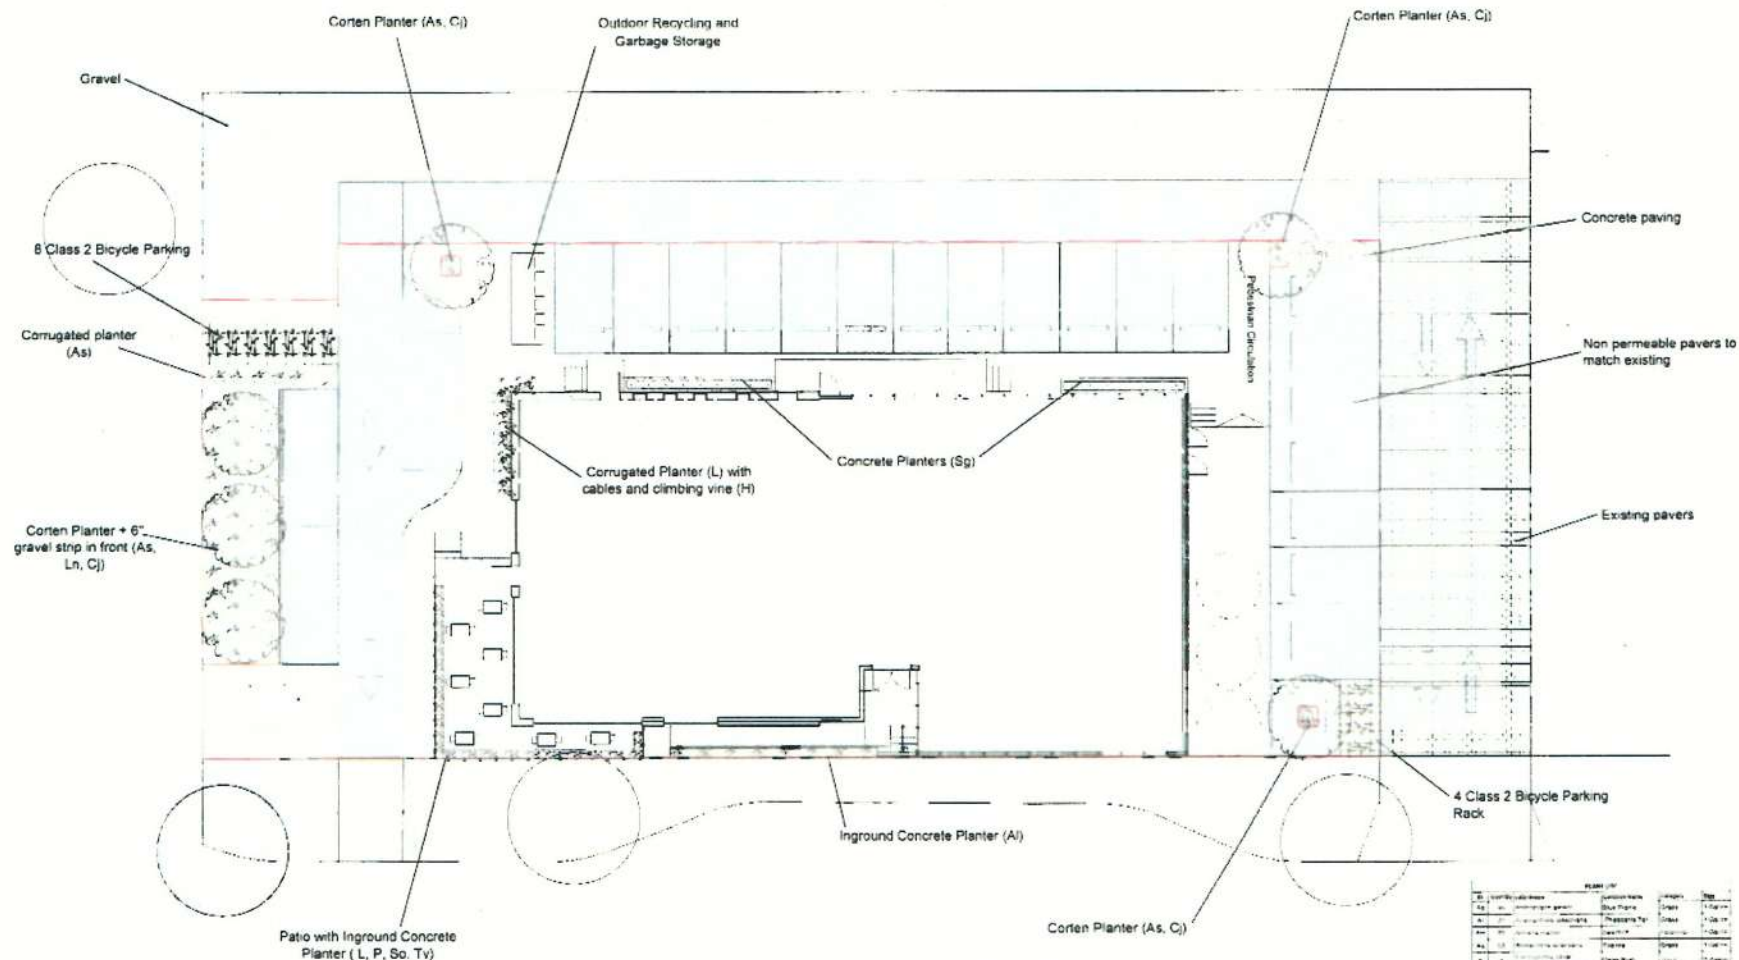 Corten Planter (As, Cj)
Outdoor Recycling and
Garbage Storage
Corten Planter (As, Cj)
Gravel
Concrete paving
8 Class 2 Bicycle Parking
Pedestrian Circulation
Corrugated planter
(As)
Non permeable pavers to
match existing
Concrete Planters (Sg)
Corrugated Planter (L) with
cables and climbing vine (H)
Corten Planter + 6"
gravel strip in front (As,
Ln, Cj)
Existing pavers
4 Class 2 Bicycle Parking
Rack
Inground Concrete Planter (Al)
Corten Planter (As, Cj)
Patio with Inground Concrete
Planter ( L, P, So, Tv)
PLANT LIST